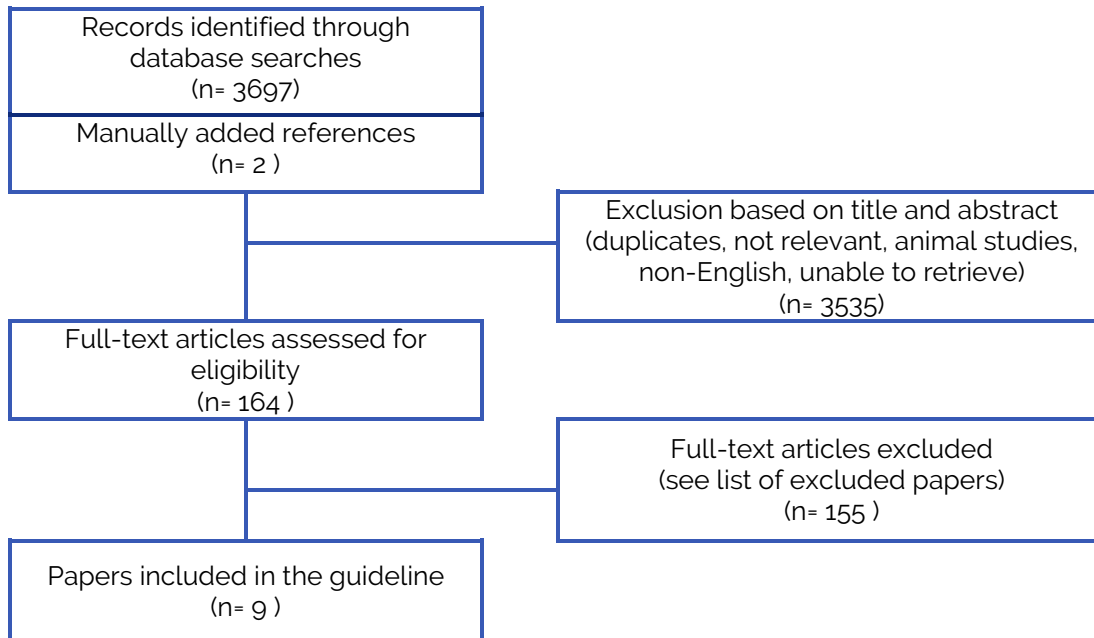 Records identified through
database searches
(n= 3697)
Manually added references
(n= 2 )
Exclusion based on title and abstract
(duplicates, not relevant, animal studies,
non-English, unable to retrieve)
(n= 3535)
Full-text articles assessed for
eligibility
(n= 164 )
Full-text articles excluded
(see list of excluded papers)
(n= 155 )
Papers included in the guideline
(n= 9 )